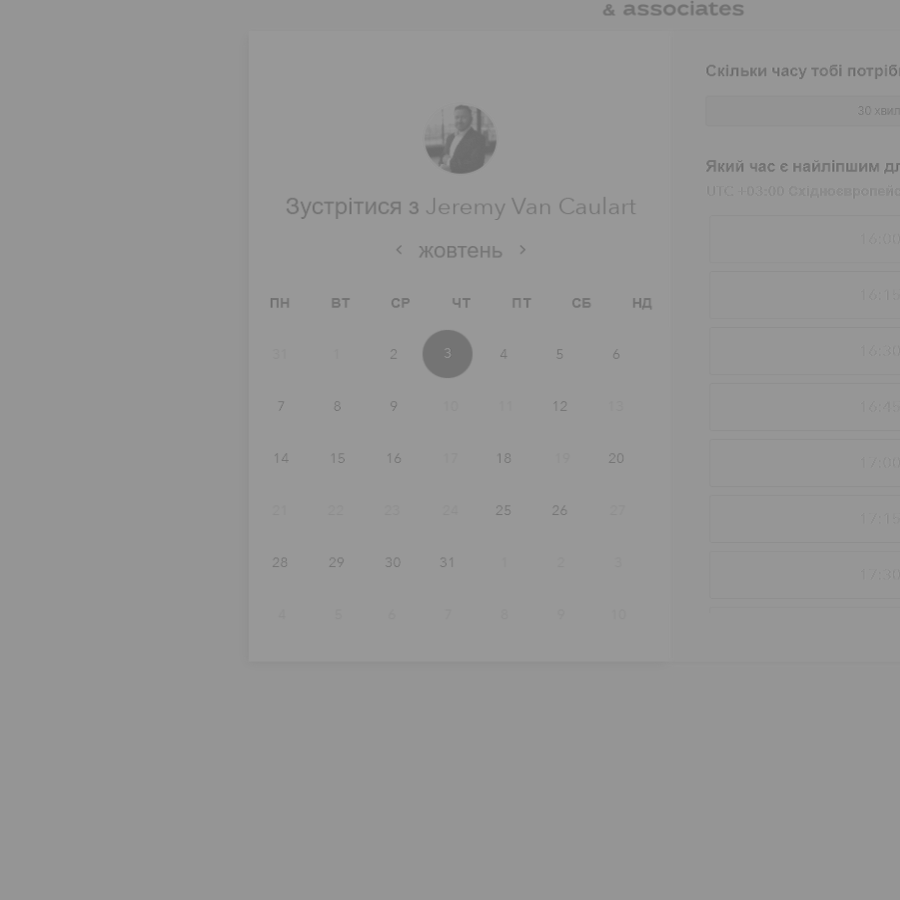 & associates
Зустрітися з Jeremy Van Caulart
жовтень
ПН ВТ СР ЧТ ПТ СБ НД
31 1 2 3 4 5 6
7 8 9 10 11 12 13
14 15 16 17 18 19 20
21 22 23 24 25 26 27
28 29 30 31 1 2 3
4 5 6 7 8 9 10
Скільки часу тобі потріб
30 хвил
Який час є найліпшим дл
UTC +03:00 Східноєвропейс
16:00
16:15
16:30
16:45
17:00
17:15
17:30